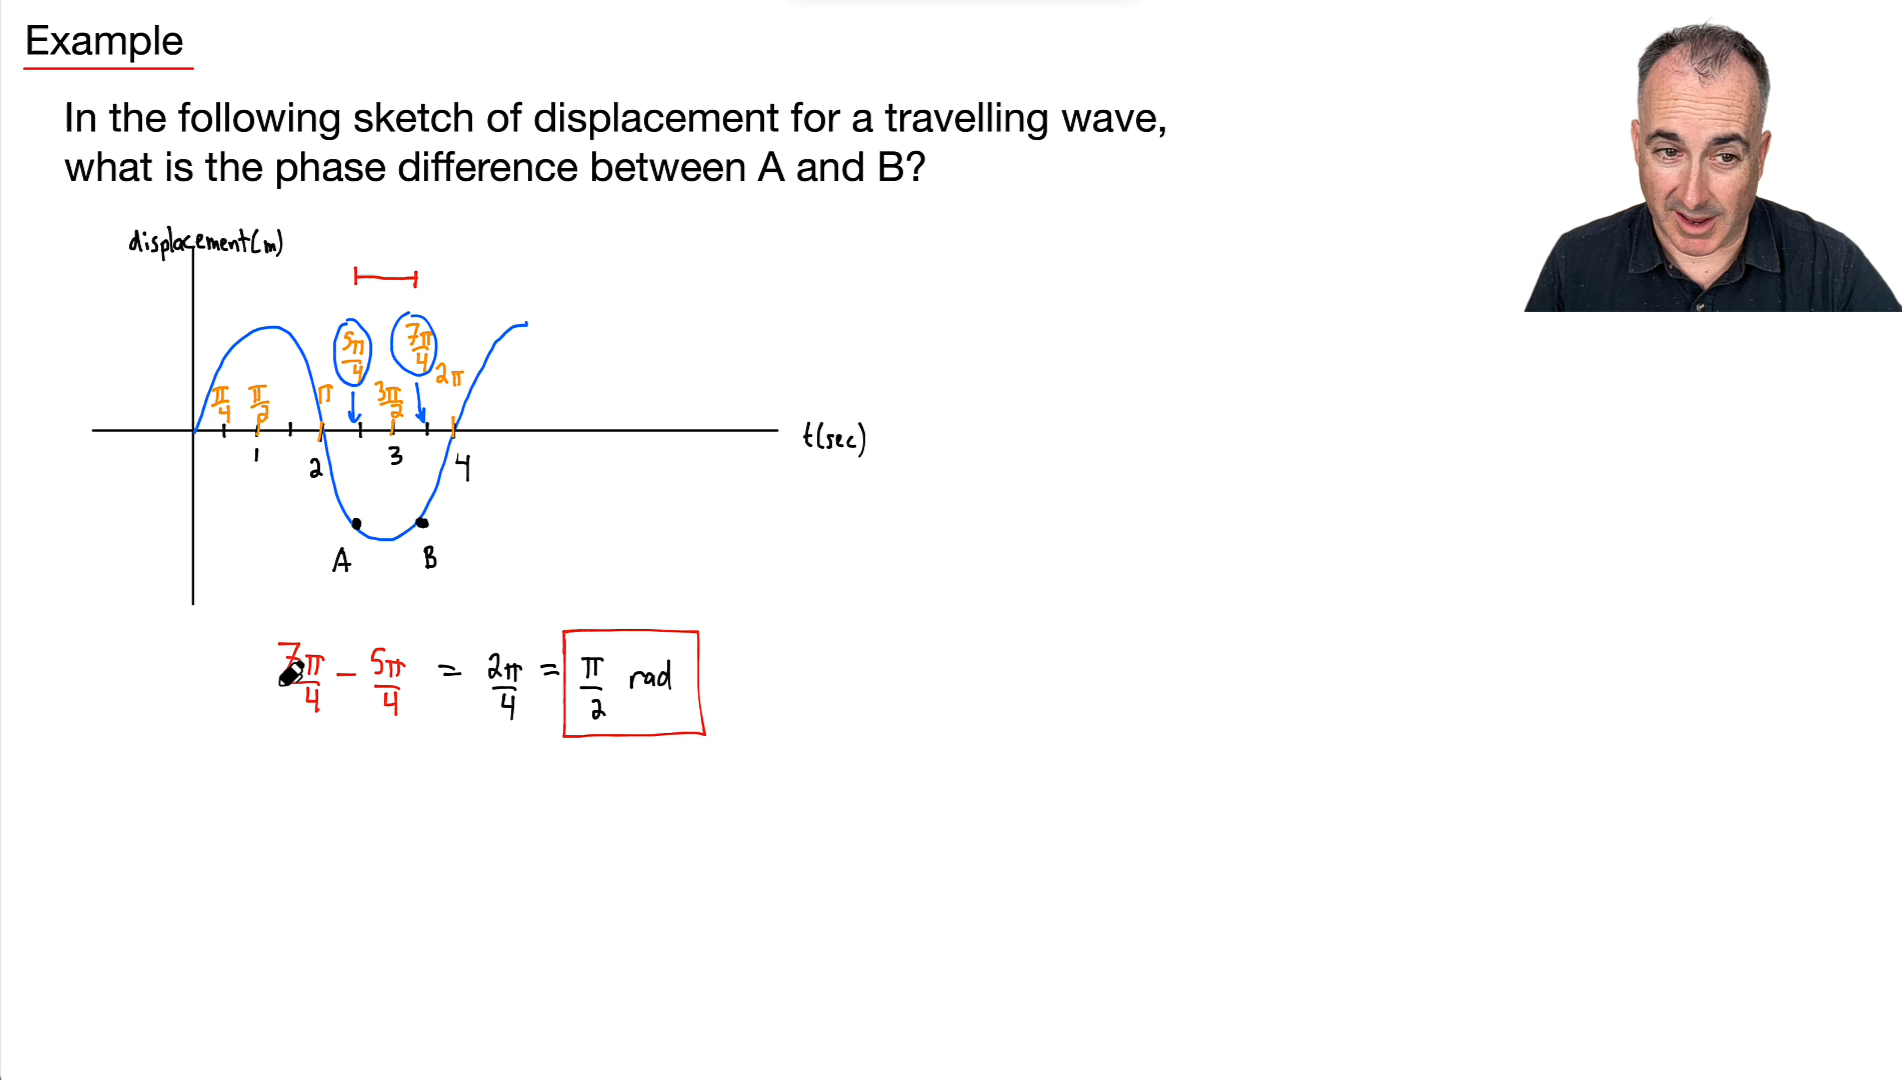 Example
In the following sketch of displacement for a travelling wave,
what is the phase difference between A and B?
displacement(m)
5π/4 7π/4
π/4 π/2 π 3π/2 2π
t(sec)
1 2 3 4
A B
7π/4 - 5π/4 = 2π/4 = π/2 rad